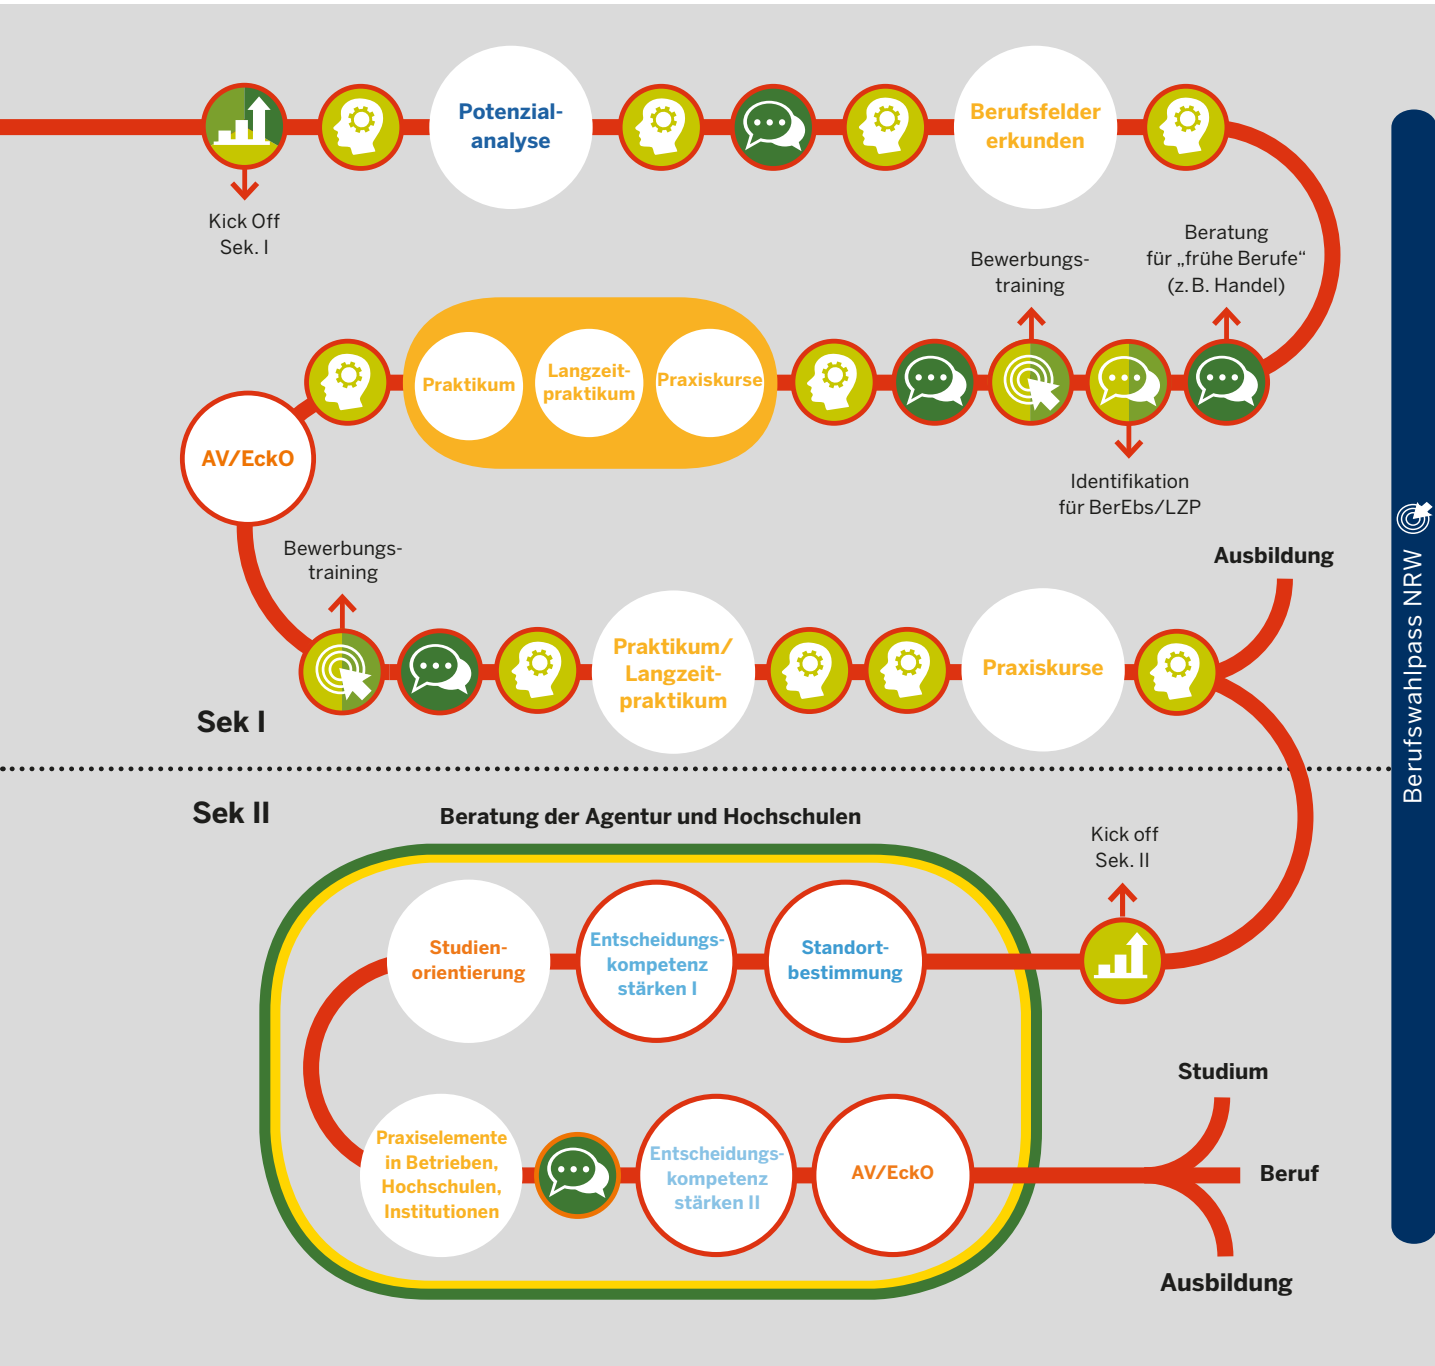 Potenzial-
analyse
Berufsfelder
erkunden
Kick Off
Sek. I
Bewerbungs-
training
Beratung
für „frühe Berufe“
(z. B. Handel)
Praktikum
Langzeit-
praktikum
Praxiskurse
AV/EckO
Identifikation
für BerEbs/LZP
Bewerbungs-
training
Ausbildung
Praktikum/
Langzeit-
praktikum
Praxiskurse
Sek I
Sek II
Beratung der Agentur und Hochschulen
Kick off
Sek. II
Studien-
orientierung
Entscheidungs-
kompetenz
stärken I
Standort-
bestimmung
Studium
Praxiselemente
in Betrieben,
Hochschulen,
Institutionen
Entscheidungs-
kompetenz
stärken II
AV/EckO
Beruf
Ausbildung
Berufswahlpass NRW